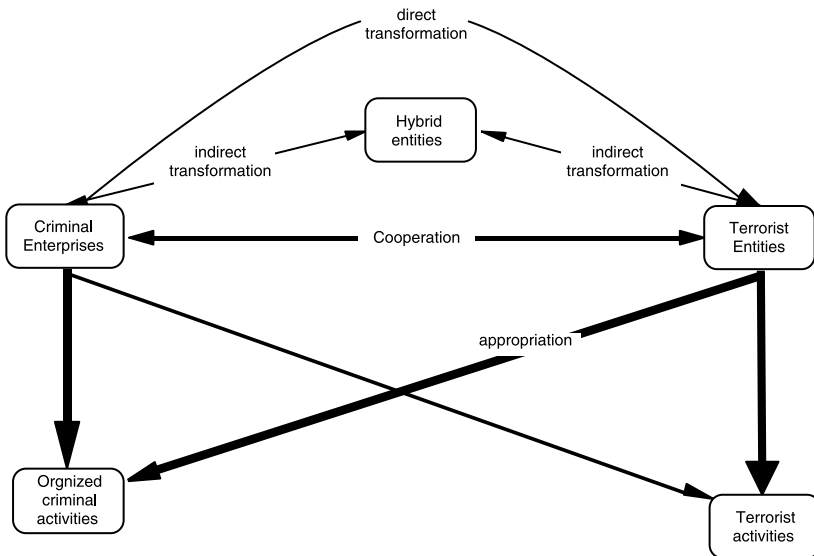 direct
transformation
Hybrid
entities
indirect
transformation
indirect
transformation
Criminal
Enterprises
Cooperation
Terrorist
Entities
appropriation
Orgnized
criminal
activities
Terrorist
activities